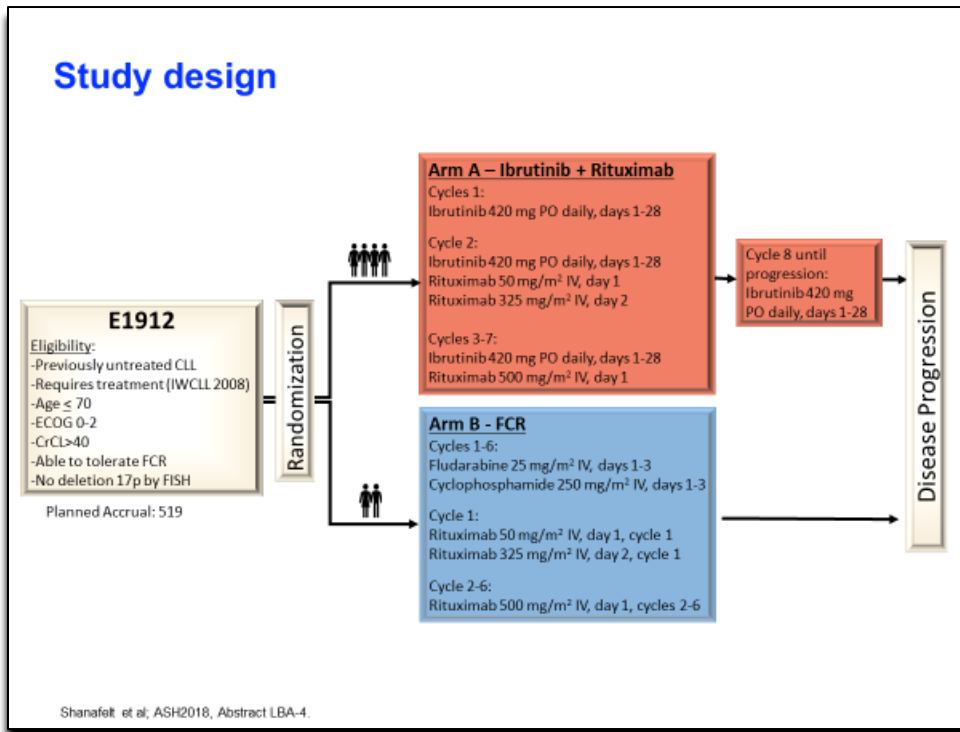 Study design
E1912
Eligibility:
-Previously untreated CLL
-Requires treatment (IWCLL 2008)
-Age ≤ 70
-ECOG 0-2
-CrCL>40
-Able to tolerate FCR
-No deletion 17p by FISH
Planned Accrual: 519
Randomization
Arm A – Ibrutinib + Rituximab
Cycles 1:
Ibrutinib 420 mg PO daily, days 1-28
Cycle 2:
Ibrutinib 420 mg PO daily, days 1-28
Rituximab 50 mg/m² IV, day 1
Rituximab 325 mg/m² IV, day 2
Cycles 3-7:
Ibrutinib 420 mg PO daily, days 1-28
Rituximab 500 mg/m² IV, day 1
Cycle 8 until
progression:
Ibrutinib 420 mg
PO daily, days 1-28
Arm B - FCR
Cycles 1-6:
Fludarabine 25 mg/m² IV, days 1-3
Cyclophosphamide 250 mg/m² IV, days 1-3
Cycle 1:
Rituximab 50 mg/m² IV, day 1, cycle 1
Rituximab 325 mg/m² IV, day 2, cycle 1
Cycle 2-6:
Rituximab 500 mg/m² IV, day 1, cycles 2-6
Disease Progression
Shanafelt et al; ASH2018, Abstract LBA-4.